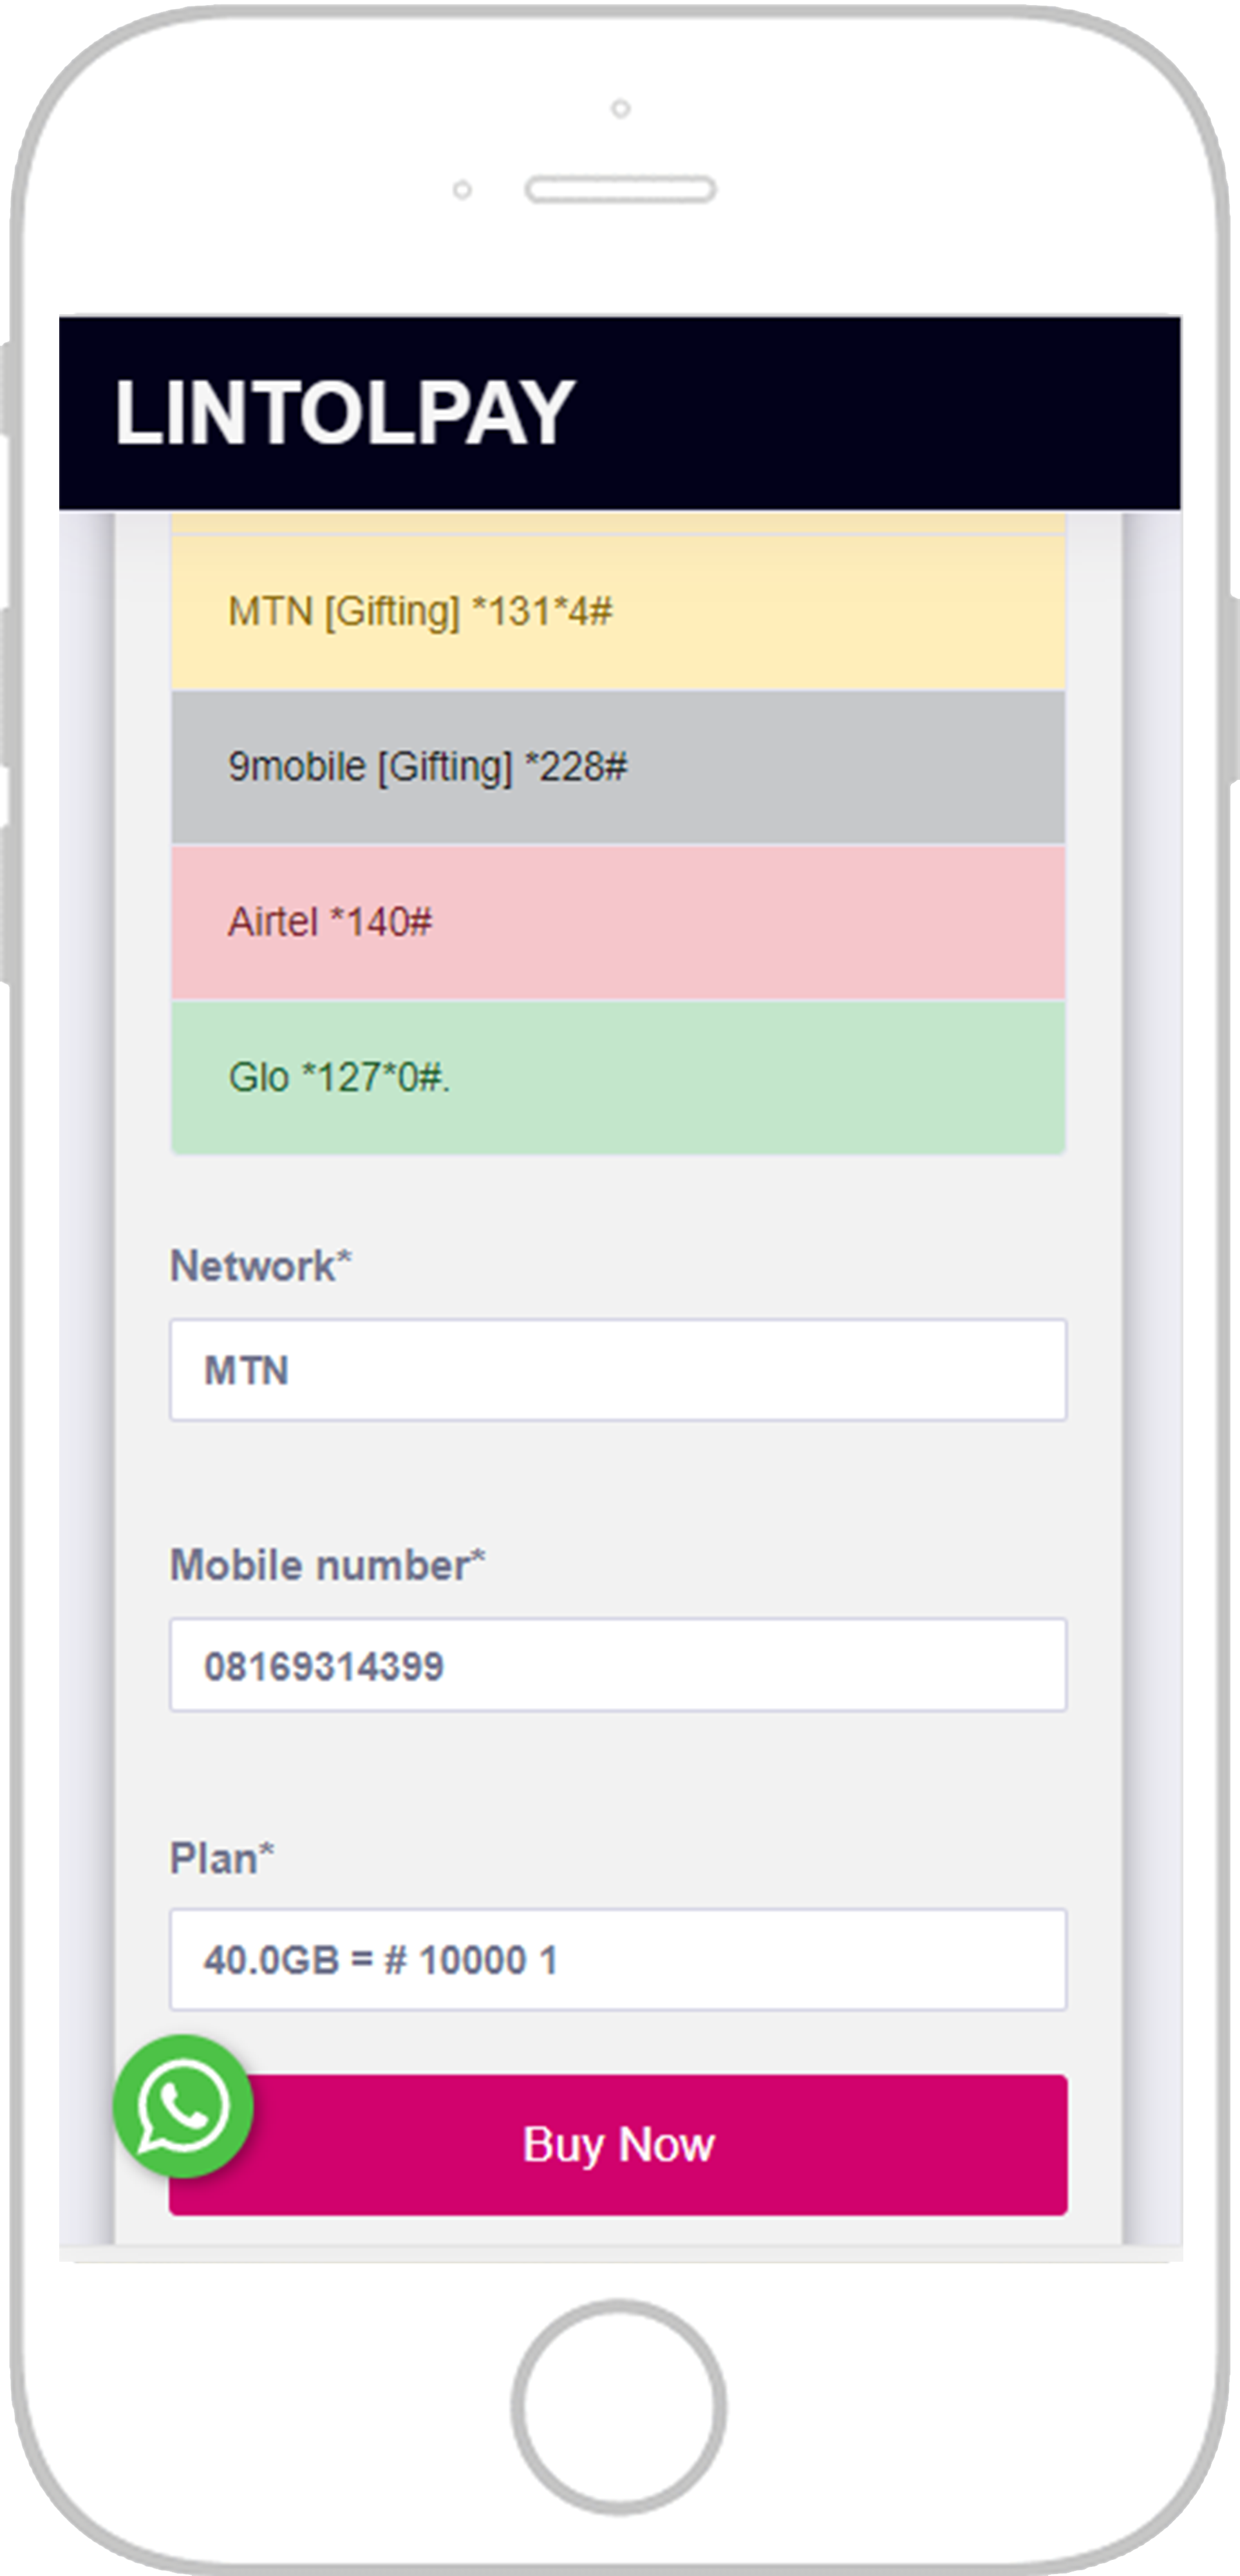 LINTOLPAY
MTN [Gifting] *131*4#
9mobile [Gifting] *228#
Airtel *140#
Glo *127*0#.
Network*
MTN
Mobile number*
08169314399
Plan*
40.0GB = # 10000 1
Buy Now